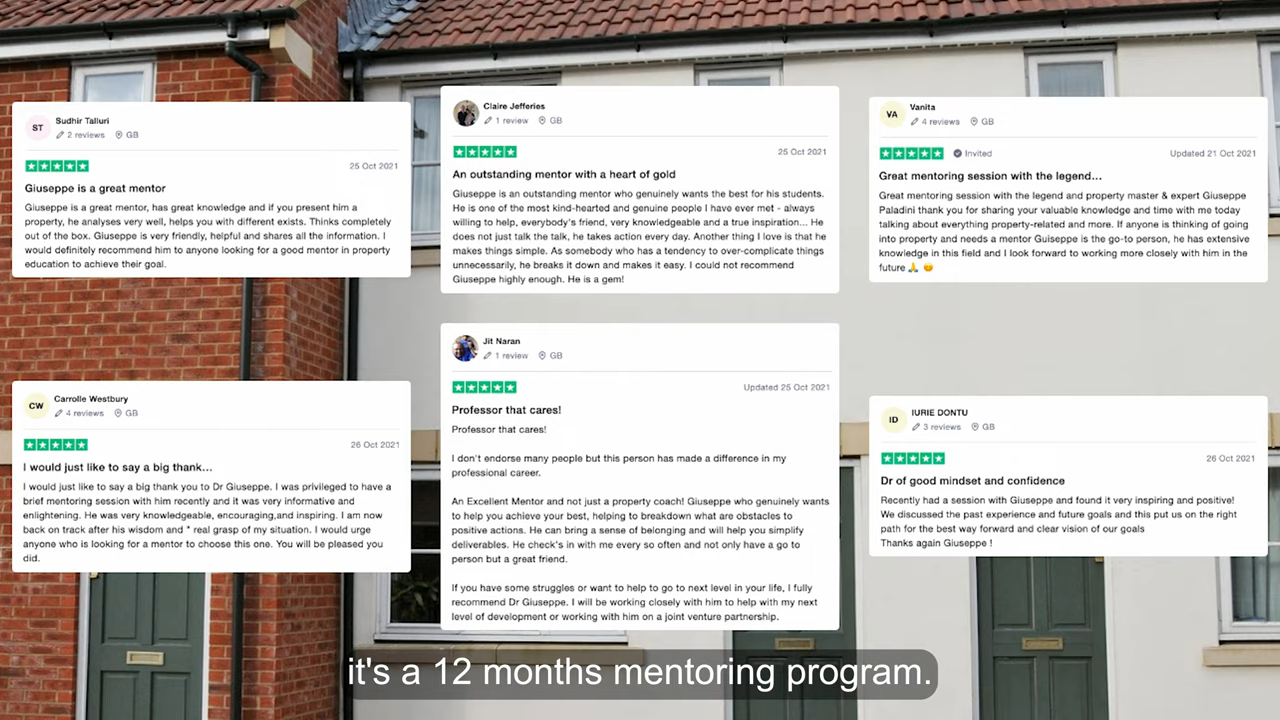 ST
Sudhir Talluri
2 reviews GB
25 Oct 2021
Giuseppe is a great mentor
Giuseppe is a great mentor, has great knowledge and if you present him a
property, he analyses very well, helps you with different exists. Thinks completely
out of the box. Giuseppe is very friendly, helpful and shares all the information. I
would definitely recommend him to anyone looking for a good mentor in property
education to achieve their goal.
Claire Jefferies
1 review GB
25 Oct 2021
An outstanding mentor with a heart of gold
Giuseppe is an outstanding mentor who genuinely wants the best for his students.
He is one of the most kind-hearted and genuine people I have ever met - always
willing to help, everybody's friend, very knowledgeable and a true inspiration... He
does not just talk the talk, he takes action every day. Another thing I love is that he
makes things simple. As somebody who has a tendency to over-complicate things
unnecessarily, he breaks it down and makes it easy. I could not recommend
Giuseppe highly enough. He is a gem!
VA
Vanita
4 reviews GB
Invited Updated 21 Oct 2021
Great mentoring session with the legend...
Great mentoring session with the legend and property master & expert Giuseppe
Paladini thank you for sharing your valuable knowledge and time with me today
talking about everything property-related and more. If anyone is thinking of going
into property and needs a mentor Guiseppe is the go-to person, he has extensive
knowledge in this field and I look forward to working more closely with him in the
future 🙏 😊
CW
Carrolle Westbury
4 reviews GB
26 Oct 2021
I would just like to say a big thank...
I would just like to say a big thank you to Dr Giuseppe. I was privileged to have a
brief mentoring session with him recently and it was very informative and
enlightening. He was very knowledgeable, encouraging,and inspiring. I am now
back on track after his wisdom and * real grasp of my situation. I would urge
anyone who is looking for a mentor to choose this one. You will be pleased you
did.
Jit Naran
1 review GB
Updated 25 Oct 2021
Professor that cares!
Professor that cares!
I don't endorse many people but this person has made a difference in my
professional career.
An Excellent Mentor and not just a property coach! Giuseppe who genuinely wants
to help you achieve your best, helping to breakdown what are obstacles to
positive actions. He can bring a sense of belonging and will help you simplify
deliverables. He check's in with me every so often and not only have a go to
person but a great friend.
If you have some struggles or want to help to go to next level in your life, I fully
recommend Dr Giuseppe. I will be working closely with him to help with my next
level of development or working with him on a joint venture partnership.
ID
IURIE DONTU
3 reviews GB
26 Oct 2021
Dr of good mindset and confidence
Recently had a session with Giuseppe and found it very inspiring and positive!
We discussed the past experience and future goals and this put us on the right
path for the best way forward and clear vision of our goals
Thanks again Giuseppe !
it's a 12 months mentoring program.